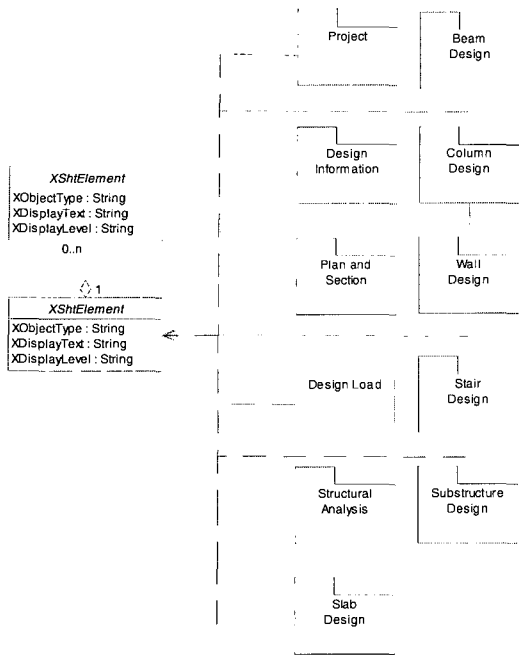 Project
Beam
Design
Design
Information
Column
Design
XShtElement
XObjectType : String
XDisplayText : String
XDisplayLevel : String
0..n
1
XShtElement
XObjectType : String
XDisplayText : String
XDisplayLevel : String
Plan and
Section
Wall
Design
Design Load
Stair
Design
Structural
Analysis
Substructure
Design
Slab
Design